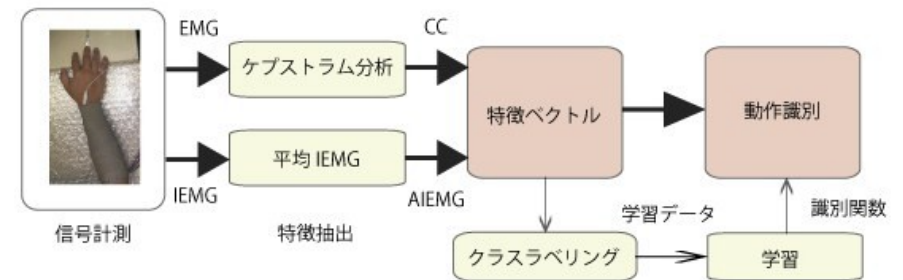 EMG
CC
ケプストラム分析
特徴ベクトル
動作識別
平均 IEMG
IEMG
AIEMG
信号計測
特徴抽出
学習データ
識別関数
クラスラベリング
学習